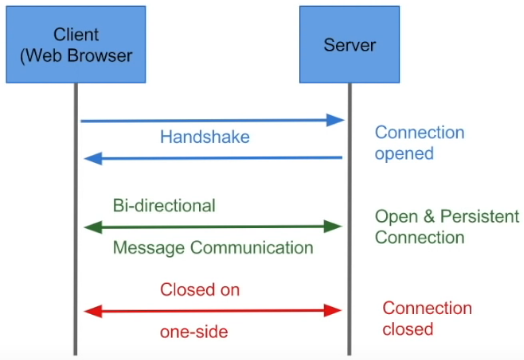 Client
(Web Browser
Server
Handshake
Connection
opened
Bi-directional
Message Communication
Open & Persistent
Connection
Closed on
one-side
Connection
closed